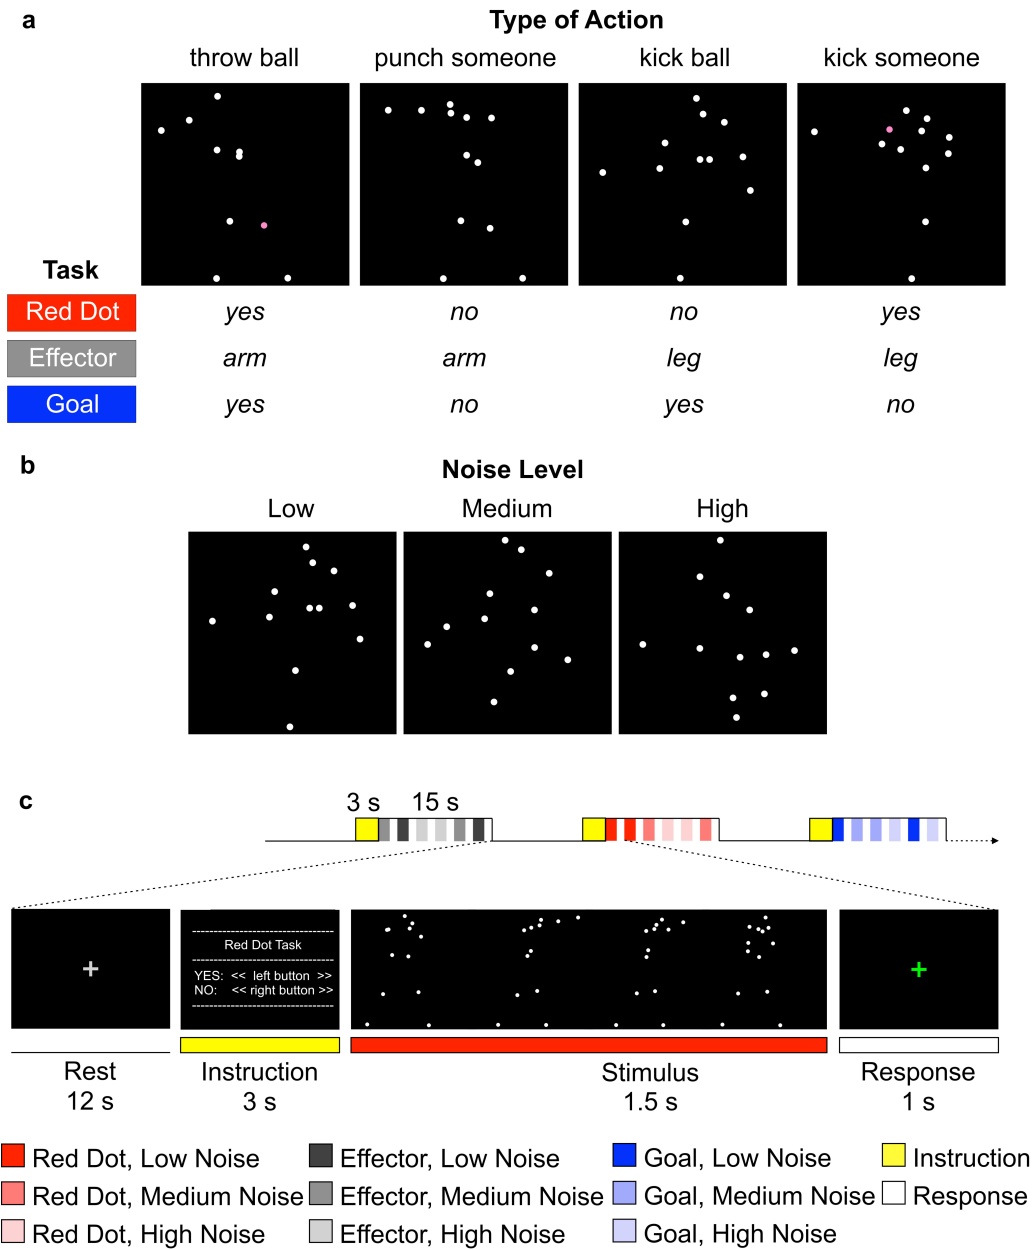 a
Type of Action
throw ball punch someone kick ball kick someone
Task
Red Dot yes no no yes
Effector arm arm leg leg
Goal yes no yes no
b
Noise Level
Low Medium High
c
3 s 15 s
--------------------------------
Red Dot Task
--------------------------------
YES: << left button >>
NO: << right button >>
--------------------------------
Rest Instruction Stimulus Response
12 s 3 s 1.5 s 1 s
Red Dot, Low Noise Effector, Low Noise Goal, Low Noise Instruction
Red Dot, Medium Noise Effector, Medium Noise Goal, Medium Noise Response
Red Dot, High Noise Effector, High Noise Goal, High Noise